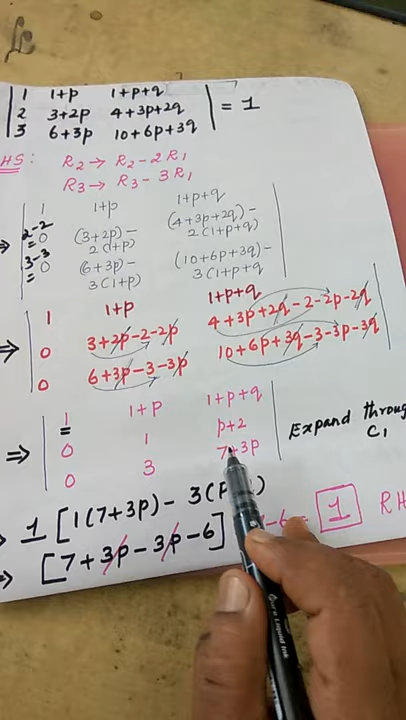 1 1+p 1+p+q
2 3+2p 4+3p+2q = 1
3 6+3p 10+6p+3q
HS: R₂ → R₂ - 2R₁
R₃ → R₃ - 3R₁
1 1+p 1+p+q
2-2=0 (3+2p)-2(1+p) (4+3p+2q)-2(1+p+q)
⇒
3-3=0 (6+3p)-3(1+p) (10+6p+3q)-3(1+p+q
1 1+p 1+p+q
⇒ 0 3+2p-2-2p 4+3p+2q-2-2p-2q
0 6+3p-3-3p 10+6p+3q-3-3p-3q
1 1+p 1+p+q
⇒ 0 1 p+2 Expand throu
0 3 7+3p C₁
1 [1(7+3p) - 3(p )
⇒ [7+3p-3p-6] -6= 1 RH